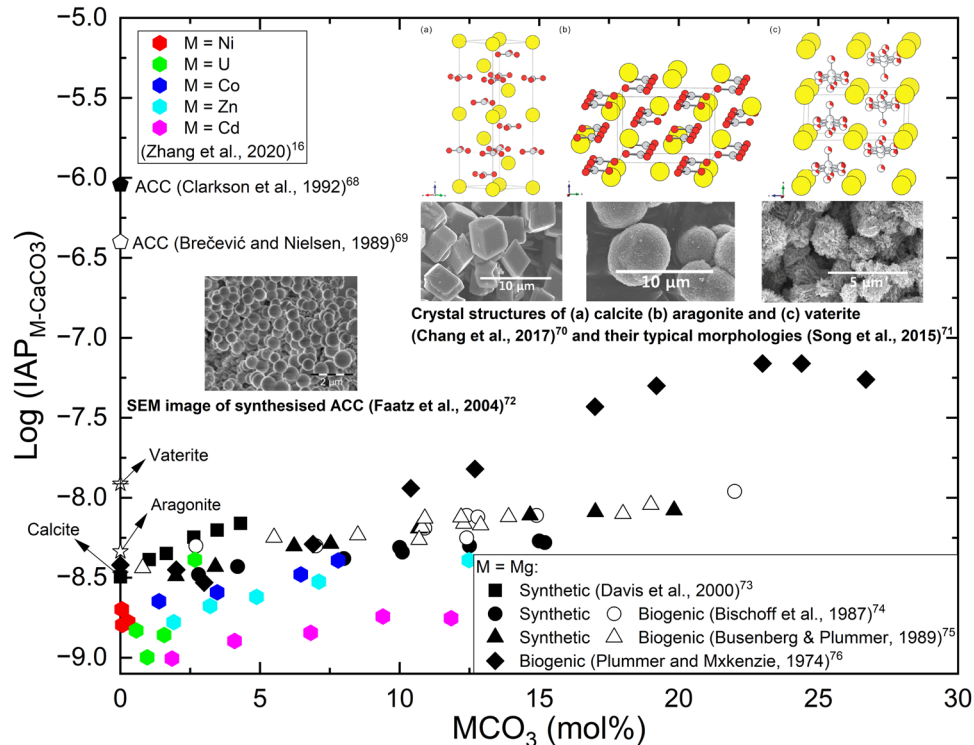 −5.0
−5.5
−6.0
−6.5
−7.0
−7.5
−8.0
−8.5
−9.0
Log (IAP M-CaCO3)
M = Ni
M = U
M = Co
M = Zn
M = Cd
(Zhang et al., 2020)16
ACC (Clarkson et al., 1992)68
ACC (Brečević and Nielsen, 1989)69
(a)
(b)
(c)
10 μm
10 μm
5 μm
Crystal structures of (a) calcite (b) aragonite and (c) vaterite
(Chang et al., 2017)70 and their typical morphologies (Song et al., 2015)71
2 μm
SEM image of synthesised ACC (Faatz et al., 2004)72
Vaterite
Aragonite
Calcite
M = Mg:
Synthetic (Davis et al., 2000)73
Synthetic Biogenic (Bischoff et al., 1987)74
Synthetic Biogenic (Busenberg & Plummer, 1989)75
Biogenic (Plummer and Mxkenzie, 1974)76
0 5 10 15 20 25 30
MCO3 (mol%)